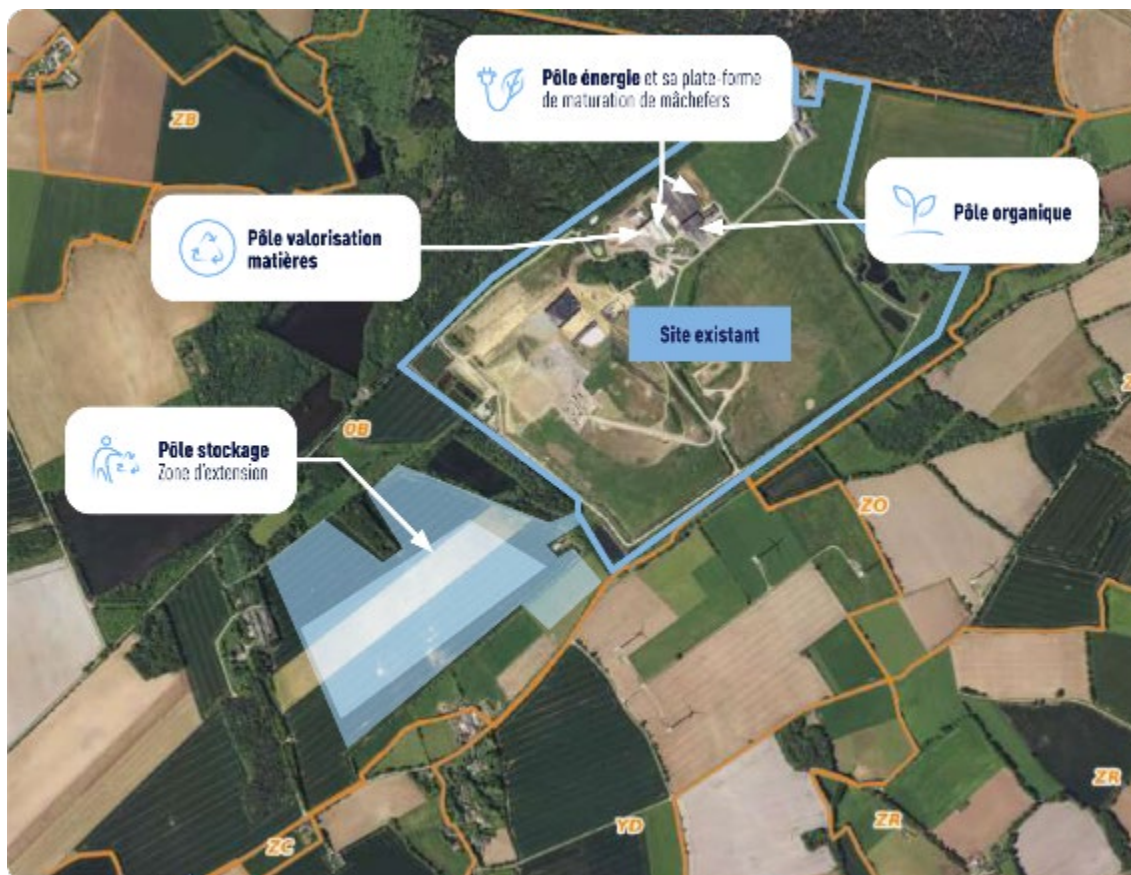 Pôle énergie et sa plate-forme
de maturation de mâchefers
ZB
Pôle organique
Pôle valorisation
matières
Site existant
OB
Pôle stockage
Zone d'extension
ZO
Z
ZR
YD
ZR
ZC